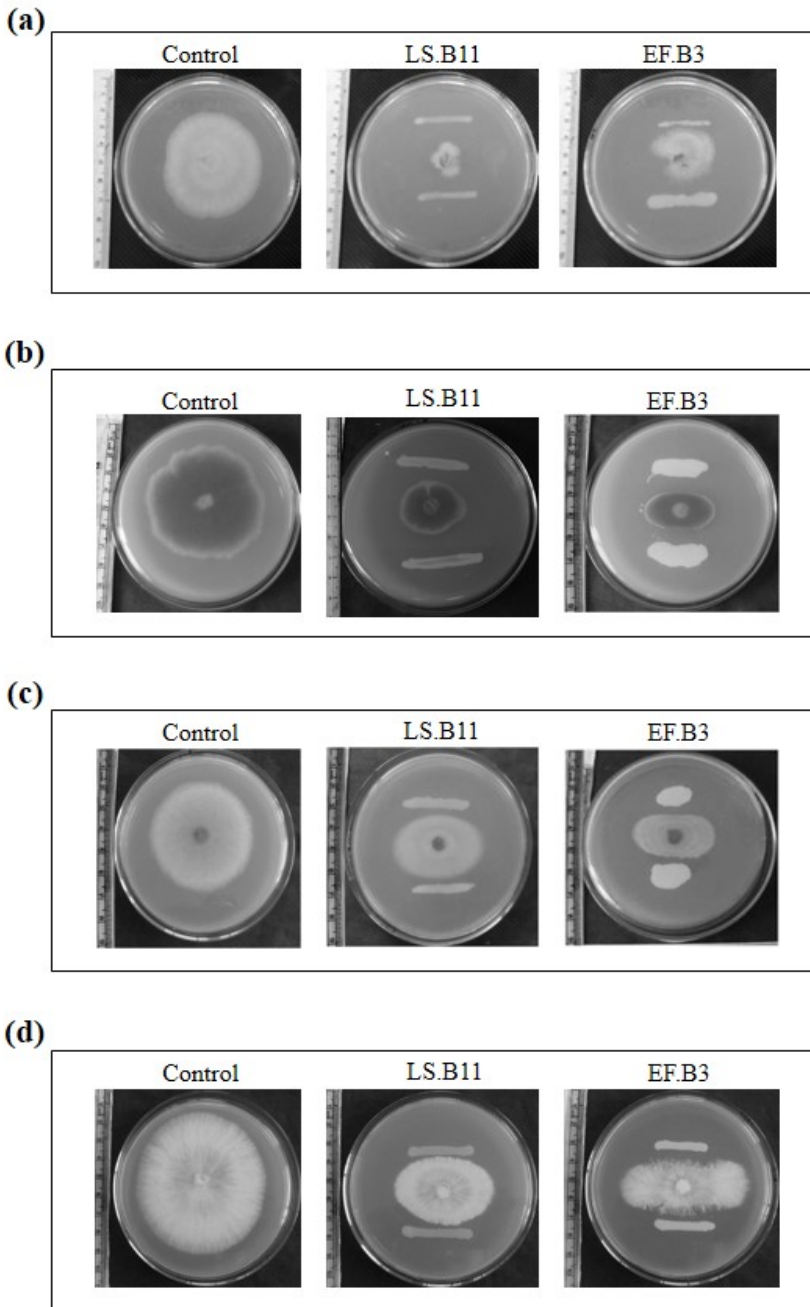 (a)
Control LS.B11 EF.B3
(b)
Control LS.B11 EF.B3
(c)
Control LS.B11 EF.B3
(d)
Control LS.B11 EF.B3